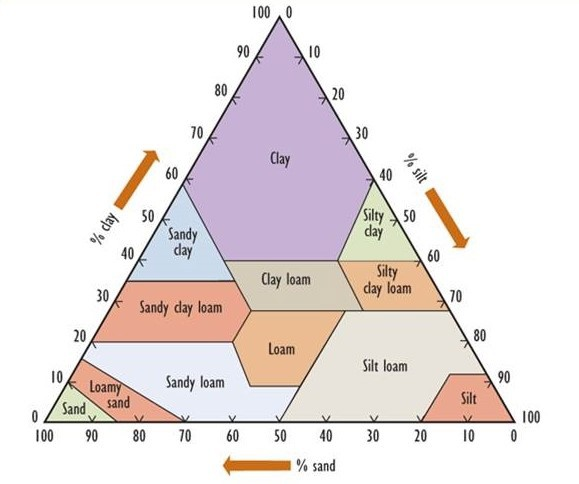 100 0
90 10
80 20
70 30
Clay
60 40
% clay
% silt
50 50
Sandy
clay
Silty
clay
40 60
Clay loam
Silty
clay loam
30 70
Sandy clay loam
20 80
Loam
Silt loam
10 90
Sandy loam
Loamy
sand
Sand
Silt
0 100
100 90 80 70 60 50 40 30 20 10 0
% sand